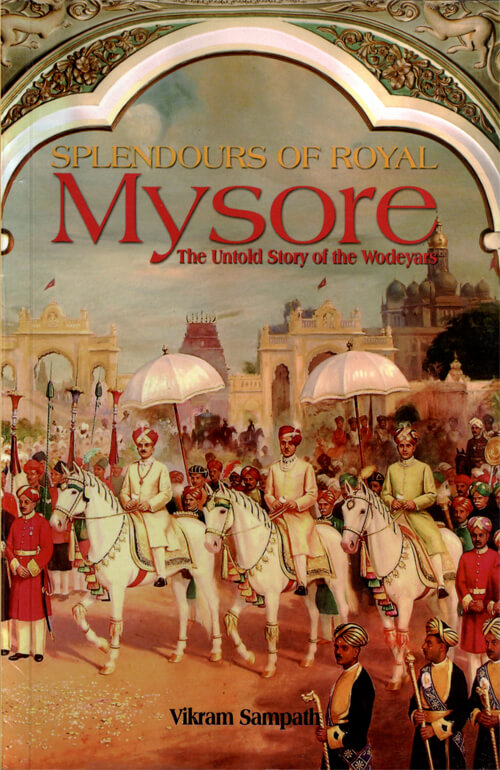 SPLENDOURS OF ROYAL
Mysore
The Untold Story of the Wodeyars
Vikram Sampath